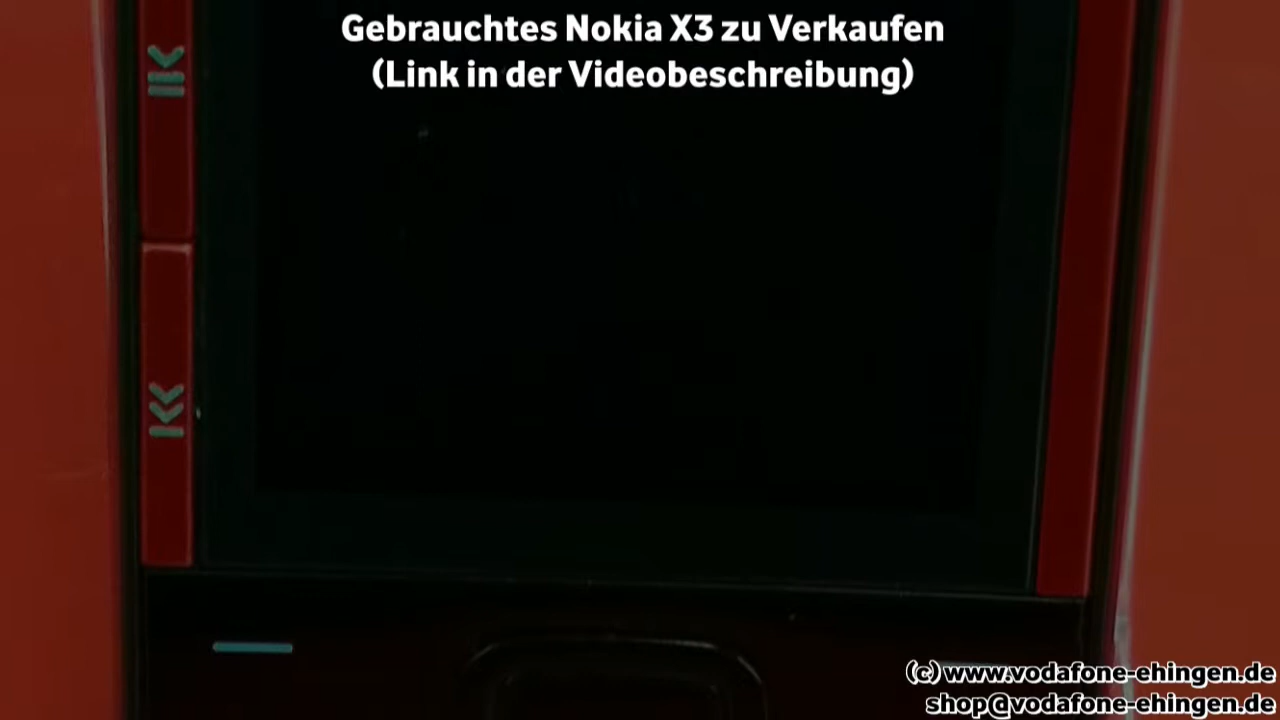 Gebrauchtes Nokia X3 zu Verkaufen
(Link in der Videobeschreibung)
(c) www.vodafone-ehingen.de
shop@vodafone-ehingen.de